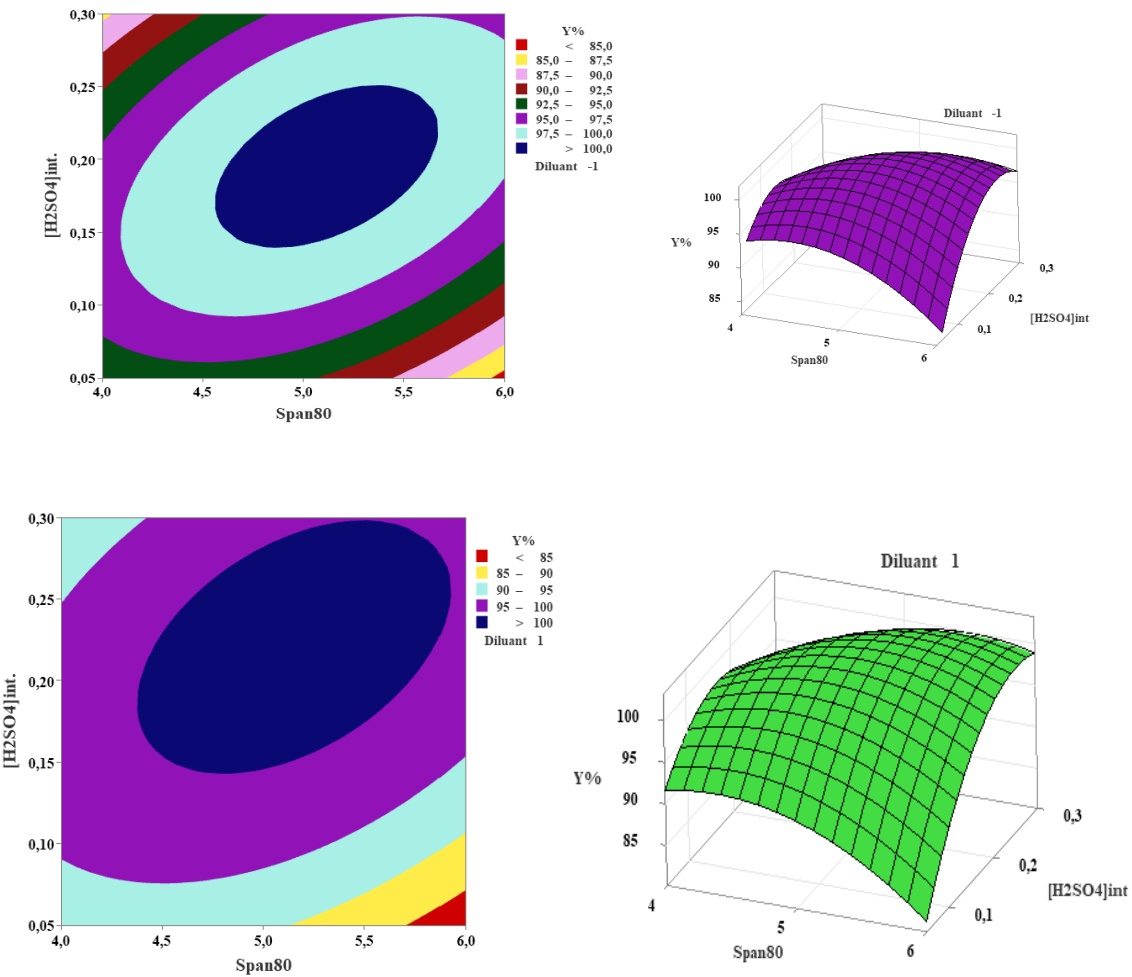 0,30
0,25
0,20
0,15
0,10
0,05
[H2SO4]int.
4,0 4,5 5,0 5,5 6,0
Span80
Y%
< 85,0
85,0 – 87,5
87,5 – 90,0
90,0 – 92,5
92,5 – 95,0
95,0 – 97,5
97,5 – 100,0
> 100,0
Diluant -1
Diluant -1
100
95
90
85
Y%
4
5
6
Span80
0,1
0,2
0,3
[H2SO4]int
0,30
0,25
0,20
0,15
0,10
0,05
[H2SO4]int.
4,0 4,5 5,0 5,5 6,0
Span80
Y%
< 85
85 – 90
90 – 95
95 – 100
> 100
Diluant 1
Diluant 1
100
95
90
85
Y%
4
5
6
Span80
0,1
0,2
0,3
[H2SO4]int